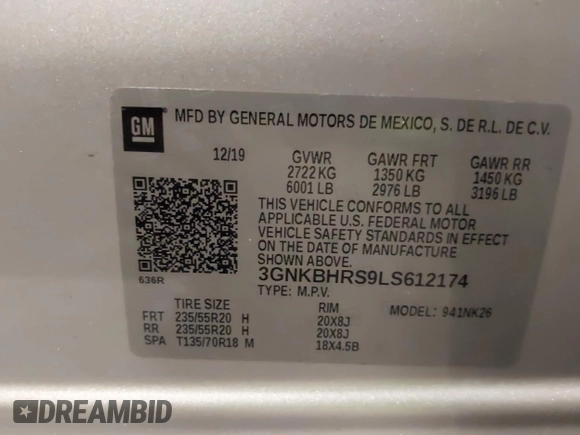 GM
MFD BY GENERAL MOTORS DE MEXICO, S. DE R.L. DE C.V.
12/19 GVWR GAWR FRT GAWR RR
2722 KG 1350 KG 1450 KG
6001 LB 2976 LB 3196 LB
THIS VEHICLE CONFORMS TO ALL
APPLICABLE U.S. FEDERAL MOTOR
VEHICLE SAFETY STANDARDS IN EFFECT
ON THE DATE OF MANUFACTURE
SHOWN ABOVE.
636R
3GNKBHRS9LS612174
TYPE: M.P.V.
TIRE SIZE RIM MODEL: 941NK26
FRT 235/55R20 H 20X8J
RR 235/55R20 H 20X8J
SPA T135/70R18 M 18X4.5B
DREAMBID